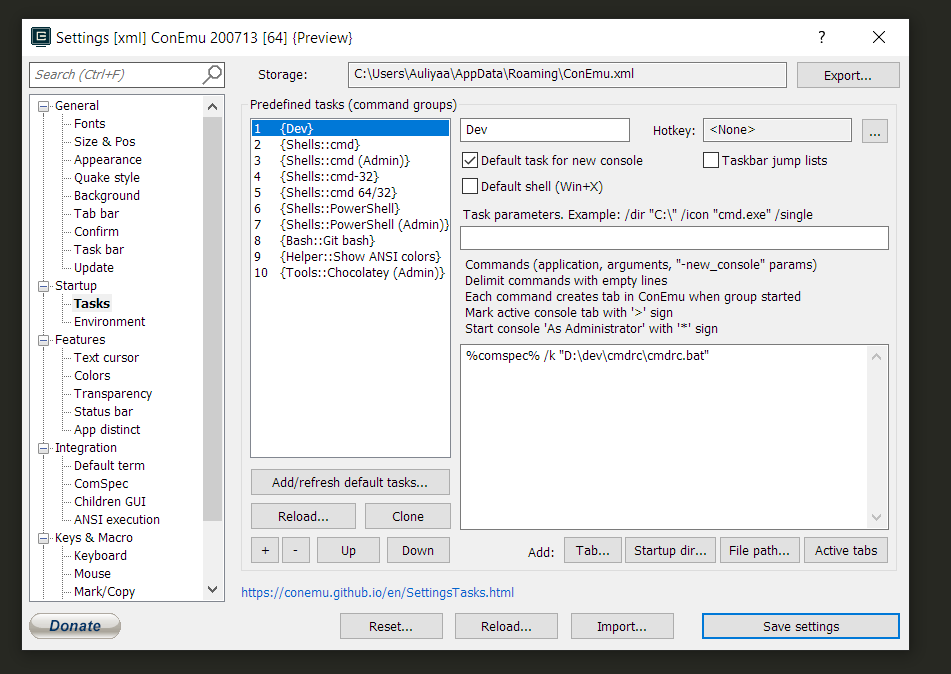 Settings [xml] ConEmu 200713 [64] {Preview}
?
Search (Ctrl+F)
Storage:
C:\Users\Auliyaa\AppData\Roaming\ConEmu.xml
Export...
General
Fonts
Size & Pos
Appearance
Quake style
Background
Tab bar
Confirm
Task bar
Update
Startup
Tasks
Environment
Features
Text cursor
Colors
Transparency
Status bar
App distinct
Integration
Default term
ComSpec
Children GUI
ANSI execution
Keys & Macro
Keyboard
Mouse
Mark/Copy
Predefined tasks (command groups)
1 {Dev}
2 {Shells::cmd}
3 {Shells::cmd (Admin)}
4 {Shells::cmd-32}
5 {Shells::cmd 64/32}
6 {Shells::PowerShell}
7 {Shells::PowerShell (Admin)}
8 {Bash::Git bash}
9 {Helper::Show ANSI colors}
10 {Tools::Chocolatey (Admin)}
Add/refresh default tasks...
Reload...
Clone
+
-
Up
Down
Dev
Hotkey:
<None>
...
Default task for new console
Taskbar jump lists
Default shell (Win+X)
Task parameters. Example: /dir "C:\" /icon "cmd.exe" /single
Commands (application, arguments, "-new_console" params)
Delimit commands with empty lines
Each command creates tab in ConEmu when group started
Mark active console tab with '>' sign
Start console 'As Administrator' with '*' sign
%comspec% /k "D:\dev\cmdrc\cmdrc.bat"
Add:
Tab...
Startup dir...
File path...
Active tabs
https://conemu.github.io/en/SettingsTasks.html
Donate
Reset...
Reload...
Import...
Save settings